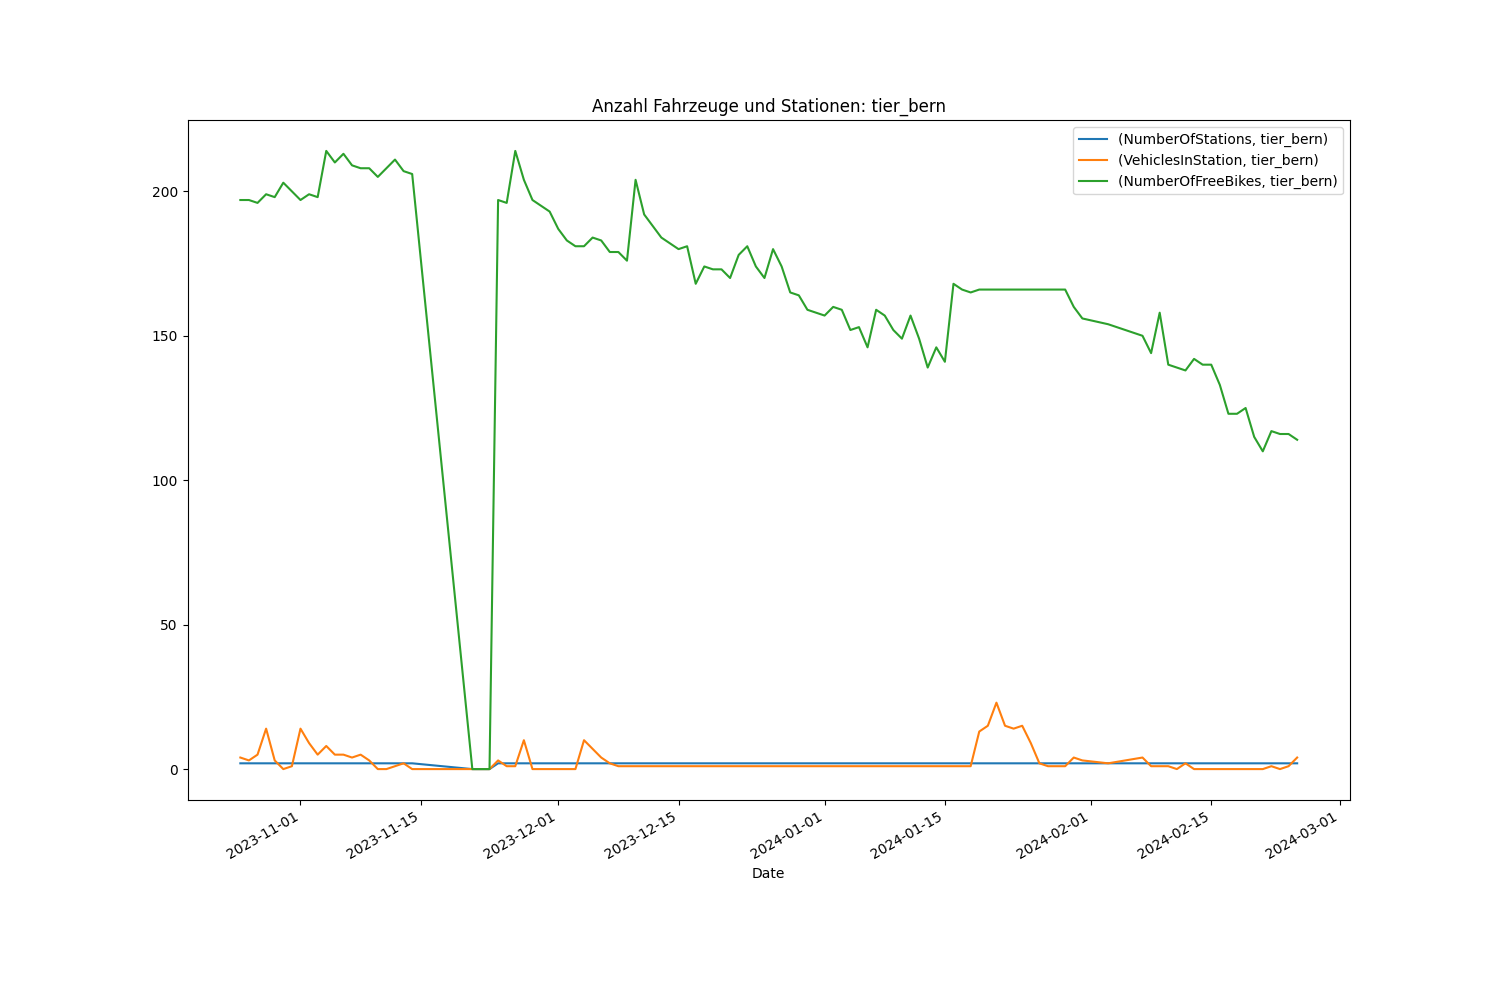 Anzahl Fahrzeuge und Stationen: tier_bern
(NumberOfStations, tier_bern)
(VehiclesInStation, tier_bern)
(NumberOfFreeBikes, tier_bern)
200
150
100
50
0
2023-11-01
2023-11-15
2023-12-01
2023-12-15
2024-01-01
2024-01-15
2024-02-01
2024-02-15
2024-03-01
Date